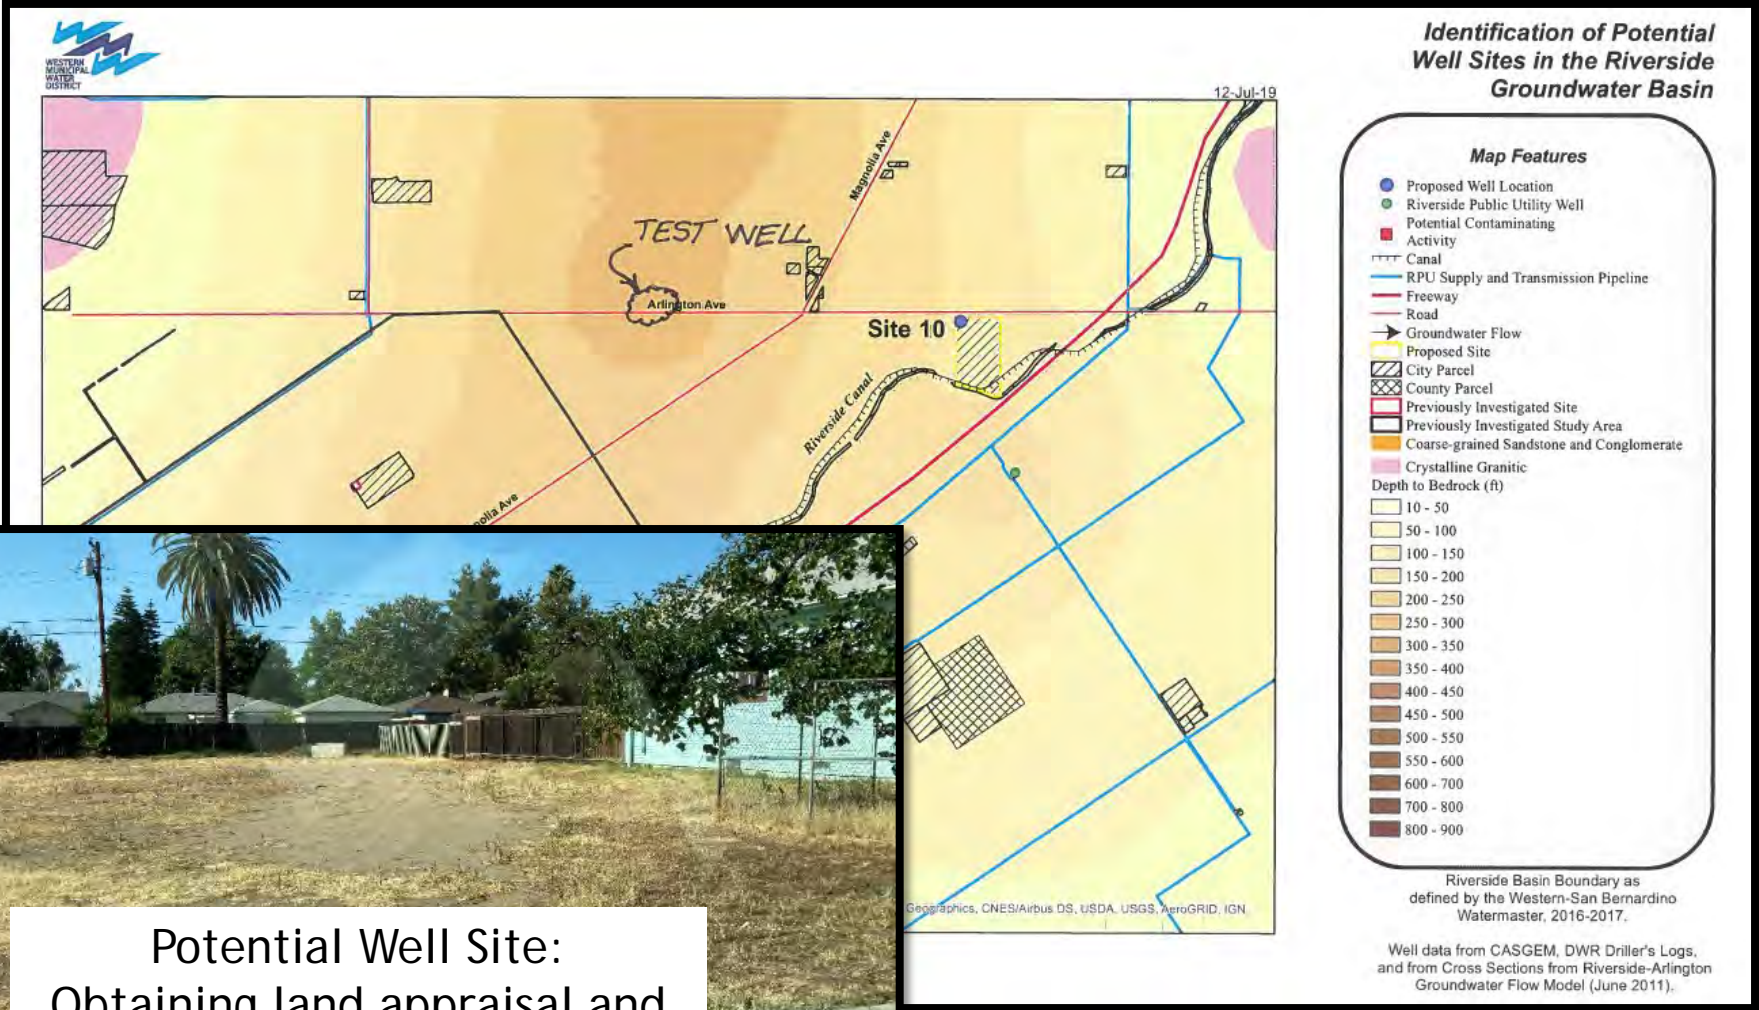 WESTERN
MUNICIPAL
WATER
DISTRICT
Identification of Potential
Well Sites in the Riverside
Groundwater Basin
12-Jul-19
Magnolia Ave
TEST WELL
Arlington Ave
Site 10
Riverside Canal
nolia Ave
Geographics, CNES/Airbus DS, USDA, USGS, AeroGRID, IGN,
Map Features
Proposed Well Location
Riverside Public Utility Well
Potential Contaminating
Activity
Canal
RPU Supply and Transmission Pipeline
Freeway
Road
Groundwater Flow
Proposed Site
City Parcel
County Parcel
Previously Investigated Site
Previously Investigated Study Area
Coarse-grained Sandstone and Conglomerate
Crystalline Granitic
Depth to Bedrock (ft)
10 - 50
50 - 100
100 - 150
150 - 200
200 - 250
250 - 300
300 - 350
350 - 400
400 - 450
450 - 500
500 - 550
550 - 600
600 - 700
700 - 800
800 - 900
Riverside Basin Boundary as
defined by the Western-San Bernardino
Watermaster, 2016-2017.
Well data from CASGEM, DWR Driller's Logs,
and from Cross Sections from Riverside-Arlington
Groundwater Flow Model (June 2011).
Potential Well Site:
Obtaining land appraisal and